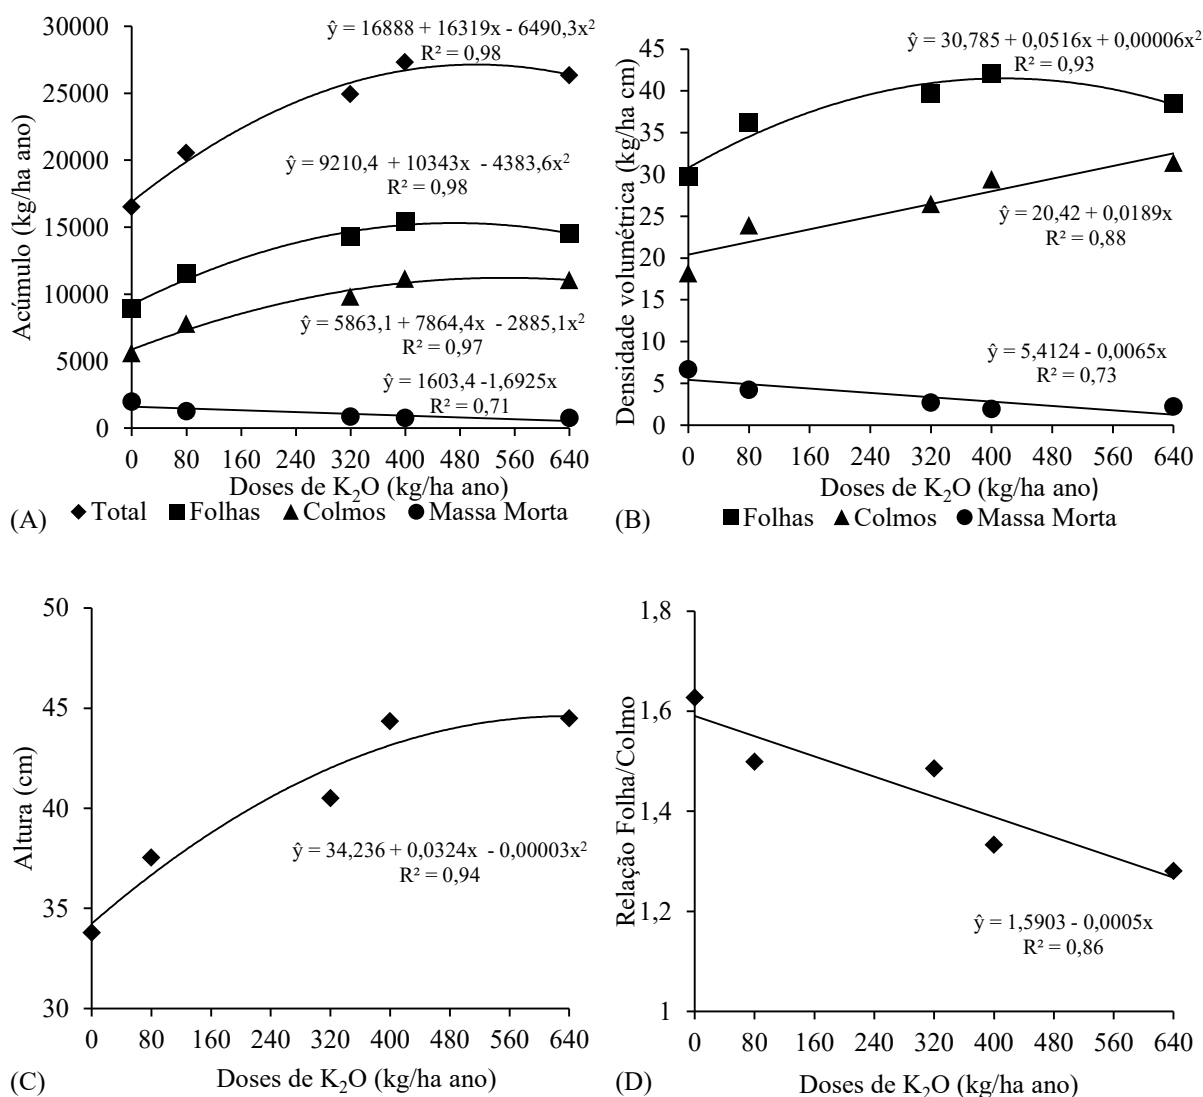 Acúmulo (kg/ha ano)
30000
25000
20000
15000
10000
5000
0
ŷ = 16888 + 16319x - 6490,3x²
R² = 0,98
ŷ = 9210,4 + 10343x - 4383,6x²
R² = 0,98
ŷ = 5863,1 + 7864,4x - 2885,1x²
R² = 0,97
ŷ = 1603,4 -1,6925x
R² = 0,71
0 80 160 240 320 400 480 560 640
Doses de K₂O (kg/ha ano)
(A) Total Folhas Colmos Massa Morta
Densidade volumétrica (kg/ha cm)
45
40
35
30
25
20
15
10
5
0
ŷ = 30,785 + 0,0516x + 0,00006x²
R² = 0,93
ŷ = 20,42 + 0,0189x
R² = 0,88
ŷ = 5,4124 - 0,0065x
R² = 0,73
0 80 160 240 320 400 480 560 640
Doses de K₂O (kg/ha ano)
(B) Folhas Colmos Massa Morta
Altura (cm)
50
45
40
35
30
ŷ = 34,236 + 0,0324x - 0,00003x²
R² = 0,94
0 80 160 240 320 400 480 560 640
(C) Doses de K₂O (kg/ha ano)
Relação Folha/Colmo
1,8
1,6
1,4
1,2
1
ŷ = 1,5903 - 0,0005x
R² = 0,86
0 80 160 240 320 400 480 560 640
(D) Doses de K₂O (kg/ha ano)